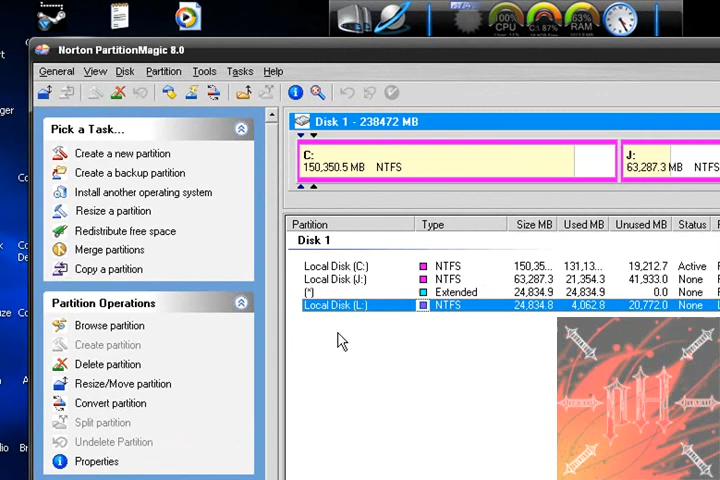 100%
CPU
C:\ 87%
63%
RAM
Norton PartitionMagic 8.0
General View Disk Partition Tools Tasks Help
Pick a Task...
Create a new partition
Create a backup partition
Install another operating system
Resize a partition
Redistribute free space
Merge partitions
Copy a partition
Partition Operations
Browse partition
Create partition
Delete partition
Resize/Move partition
Convert partition
Split partition
Undelete Partition
Properties
Disk 1 - 238472 MB
C:
150,350.5 MB NTFS
J:
63,287.3 MB NTFS
Partition Type Size MB Used MB Unused MB Status
Disk 1
Local Disk (C:) NTFS 150,35... 131,13... 19,212.7 Active
Local Disk (J:) NTFS 63,287.3 21,354.3 41,933.0 None
(*) Extended 24,834.9 24,834.9 0.0 None
Local Disk (L:) NTFS 24,834.8 4,062.8 20,772.0 None